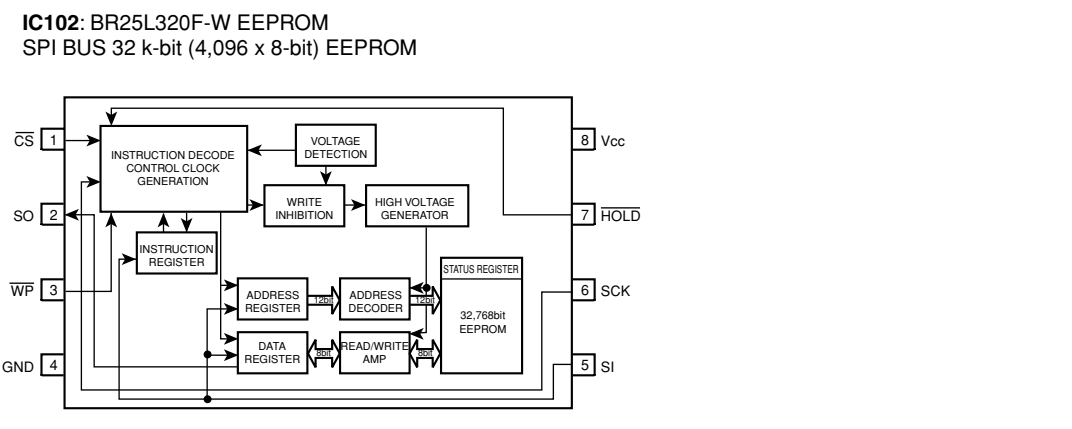 IC102: BR25L320F-W EEPROM
SPI BUS 32 k-bit (4,096 x 8-bit) EEPROM
CS 1
SO 2
WP 3
GND 4
8 Vcc
7 HOLD
6 SCK
5 SI
INSTRUCTION DECODE
CONTROL CLOCK
GENERATION
VOLTAGE
DETECTION
WRITE
INHIBITION
HIGH VOLTAGE
GENERATOR
INSTRUCTION
REGISTER
STATUS REGISTER
32,768bit
EEPROM
ADDRESS
REGISTER
12bit
ADDRESS
DECODER
12bit
DATA
REGISTER
8bit
READ/WRITE
AMP
8bit